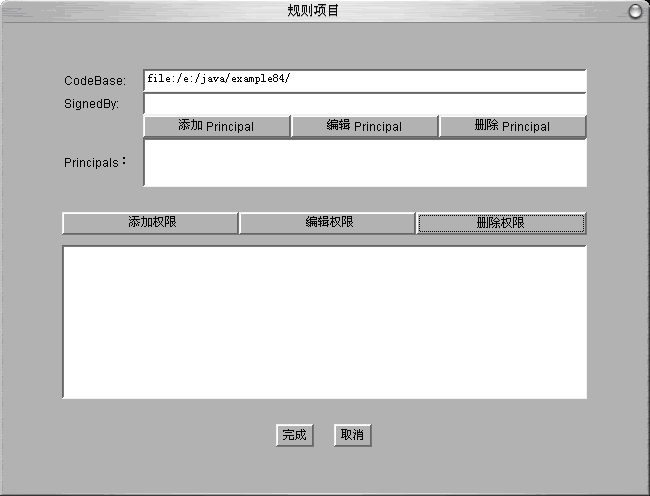 规则项目
CodeBase: file:/e:/java/example84/
SignedBy:
添加 Principal 编辑 Principal 删除 Principal
Principals：
添加权限 编辑权限 删除权限
完成 取消